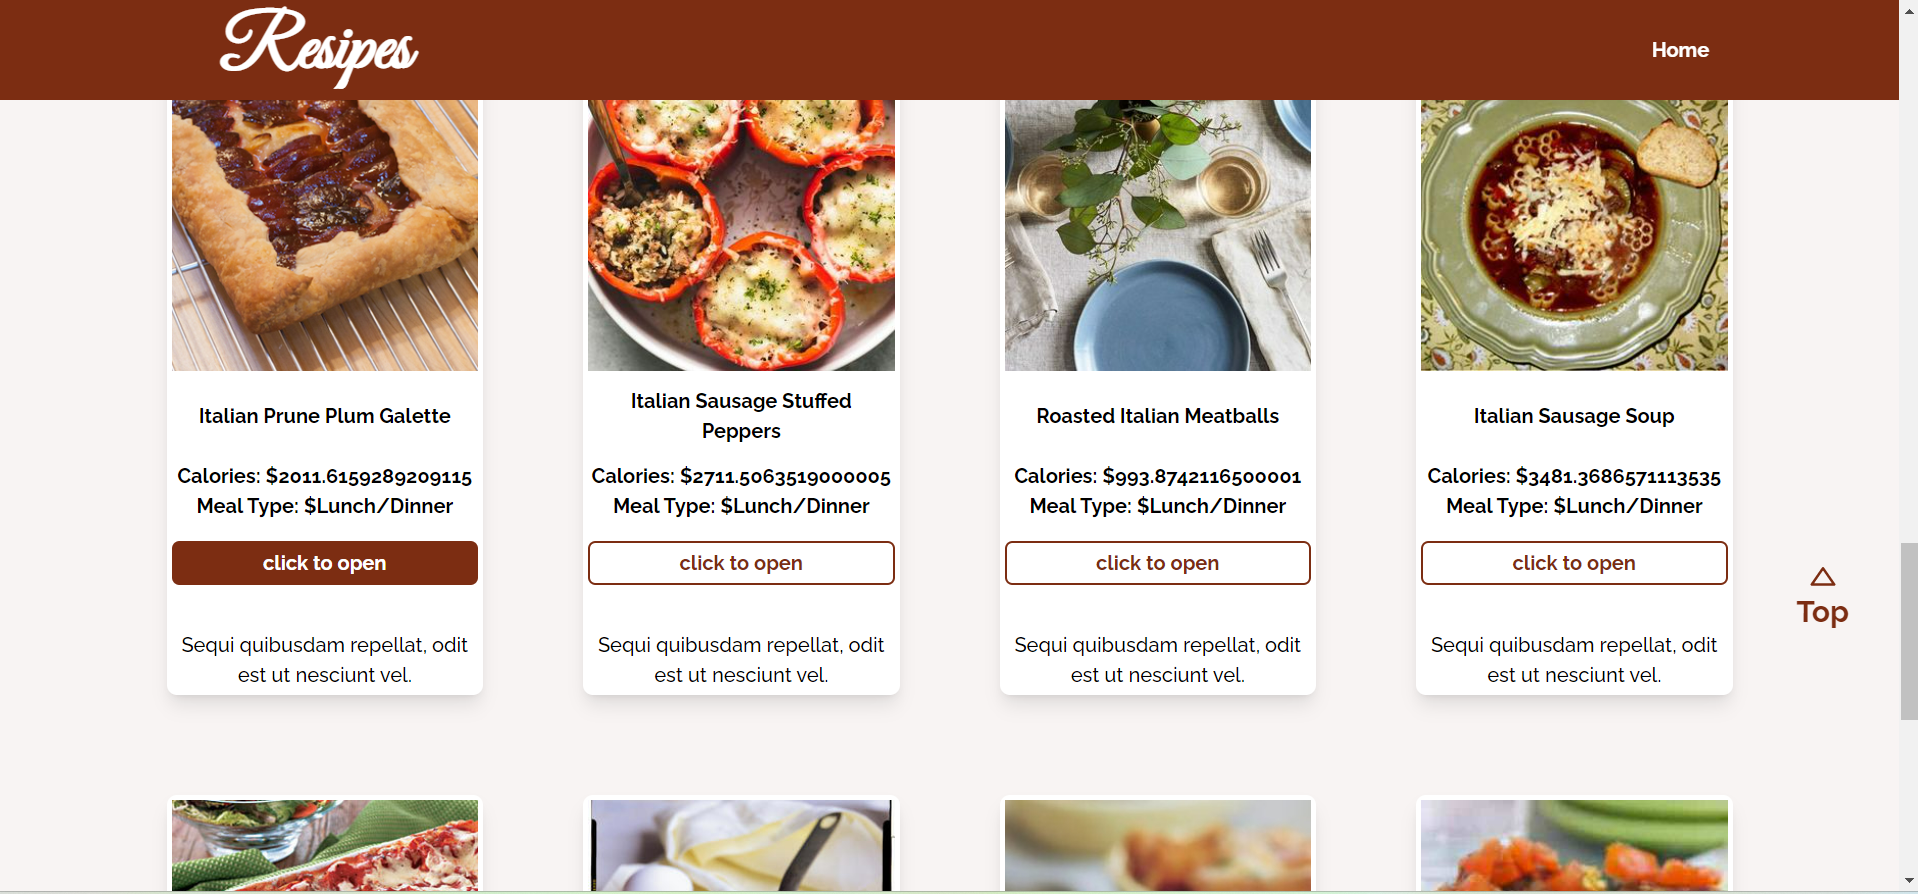 Resipes
Home
Italian Prune Plum Galette
Calories: $2011.6159289209115
Meal Type: $Lunch/Dinner
click to open
Sequi quibusdam repellat, odit
est ut nesciunt vel.
Italian Sausage Stuffed
Peppers
Calories: $2711.5063519000005
Meal Type: $Lunch/Dinner
click to open
Sequi quibusdam repellat, odit
est ut nesciunt vel.
Roasted Italian Meatballs
Calories: $993.8742116500001
Meal Type: $Lunch/Dinner
click to open
Sequi quibusdam repellat, odit
est ut nesciunt vel.
Italian Sausage Soup
Calories: $3481.3686571113535
Meal Type: $Lunch/Dinner
click to open
Sequi quibusdam repellat, odit
est ut nesciunt vel.
Top